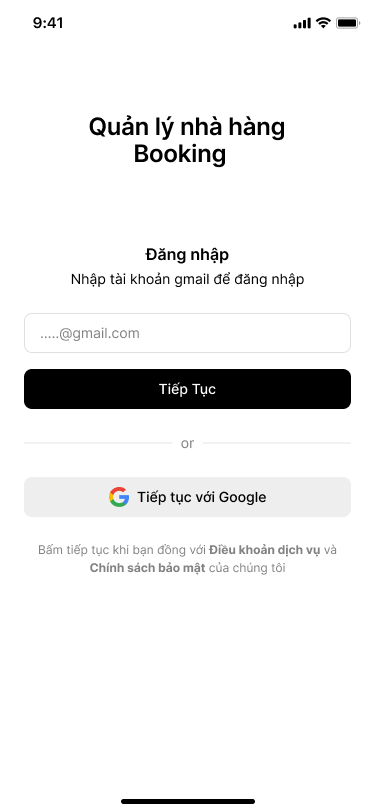 9:41
Quản lý nhà hàng
Booking
Đăng nhập
Nhập tài khoản gmail để đăng nhập
.....@gmail.com
Tiếp Tục
or
Tiếp tục với Google
Bấm tiếp tục khi bạn đồng với Điều khoản dịch vụ và
Chính sách bảo mật của chúng tôi